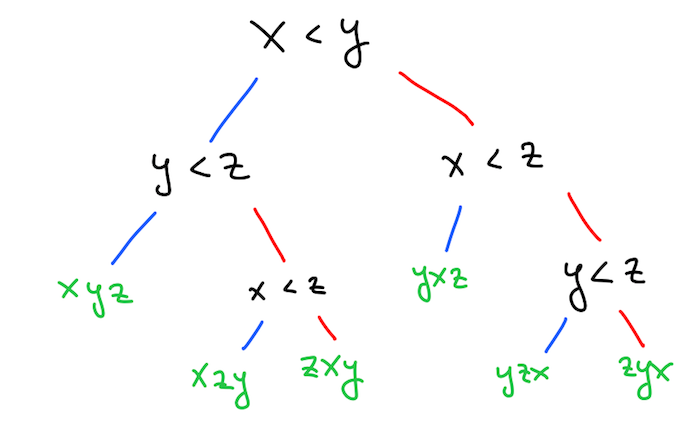 x < y
y < z
x < z
xyz
x < z
yxz
y < z
xzy
zxy
yzx
zyx